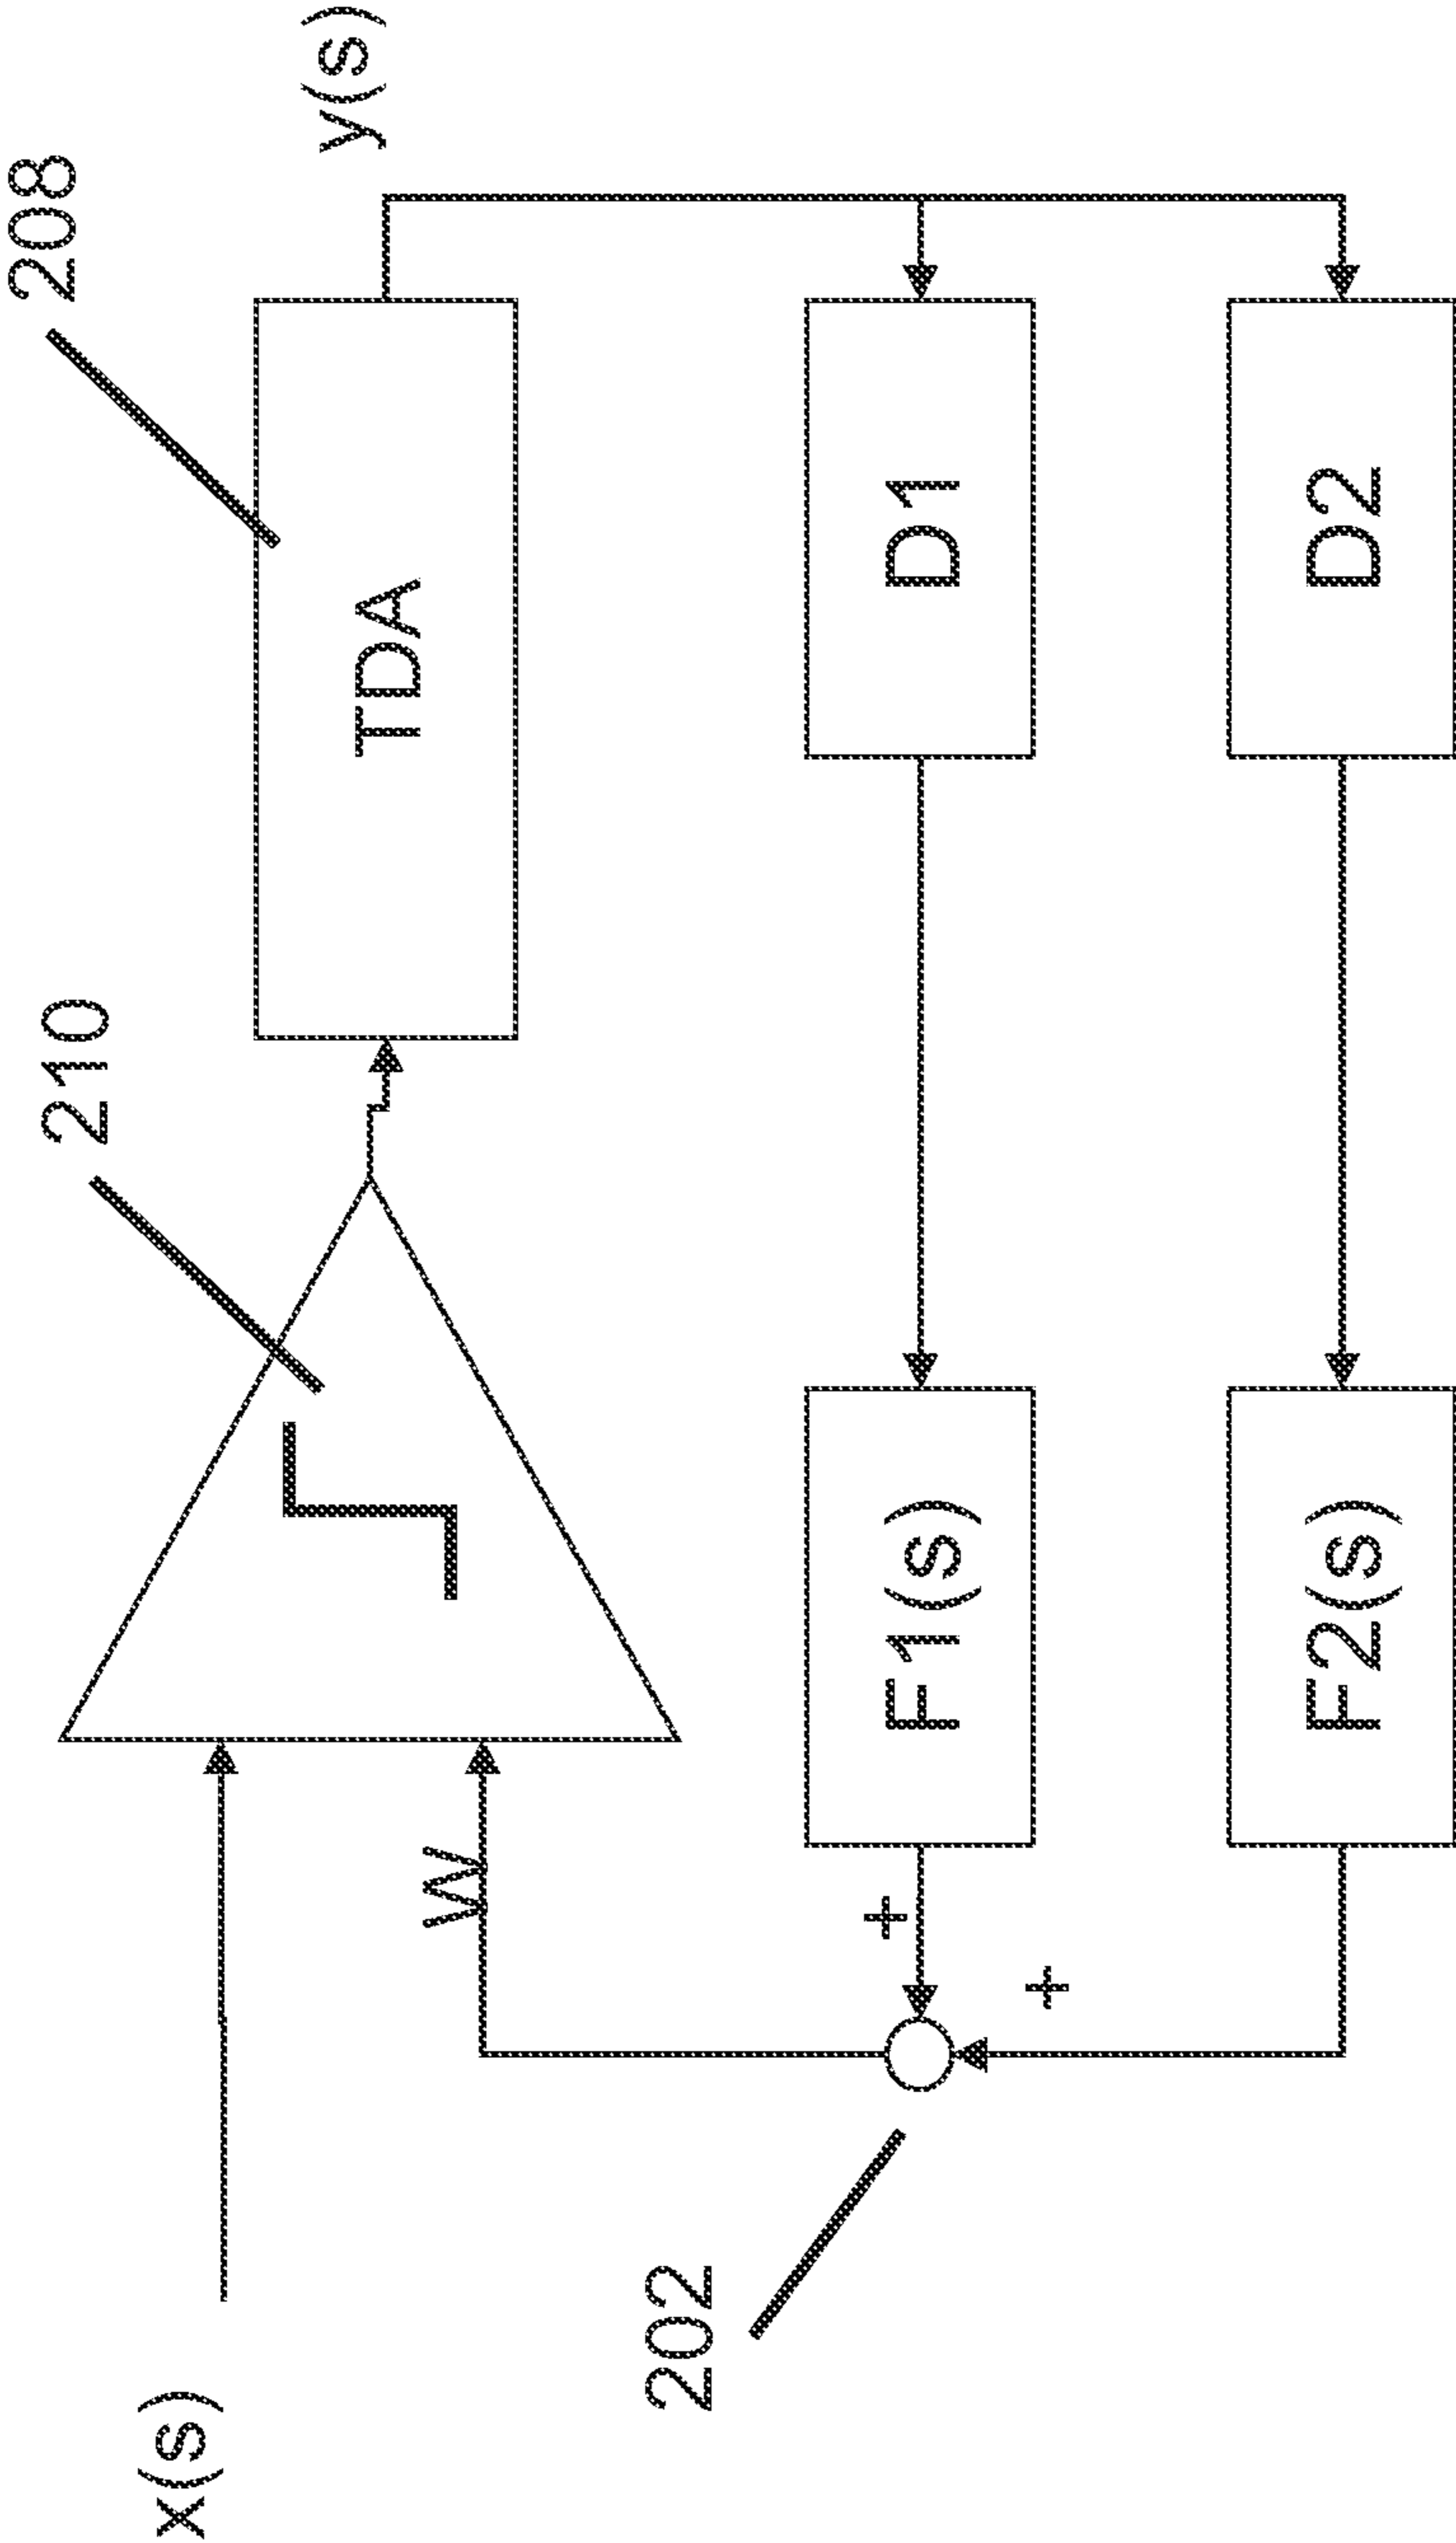 208
y(s)
210
TDA
x(s)
W
D1
F1(s)
+
202
+
D2
F2(s)